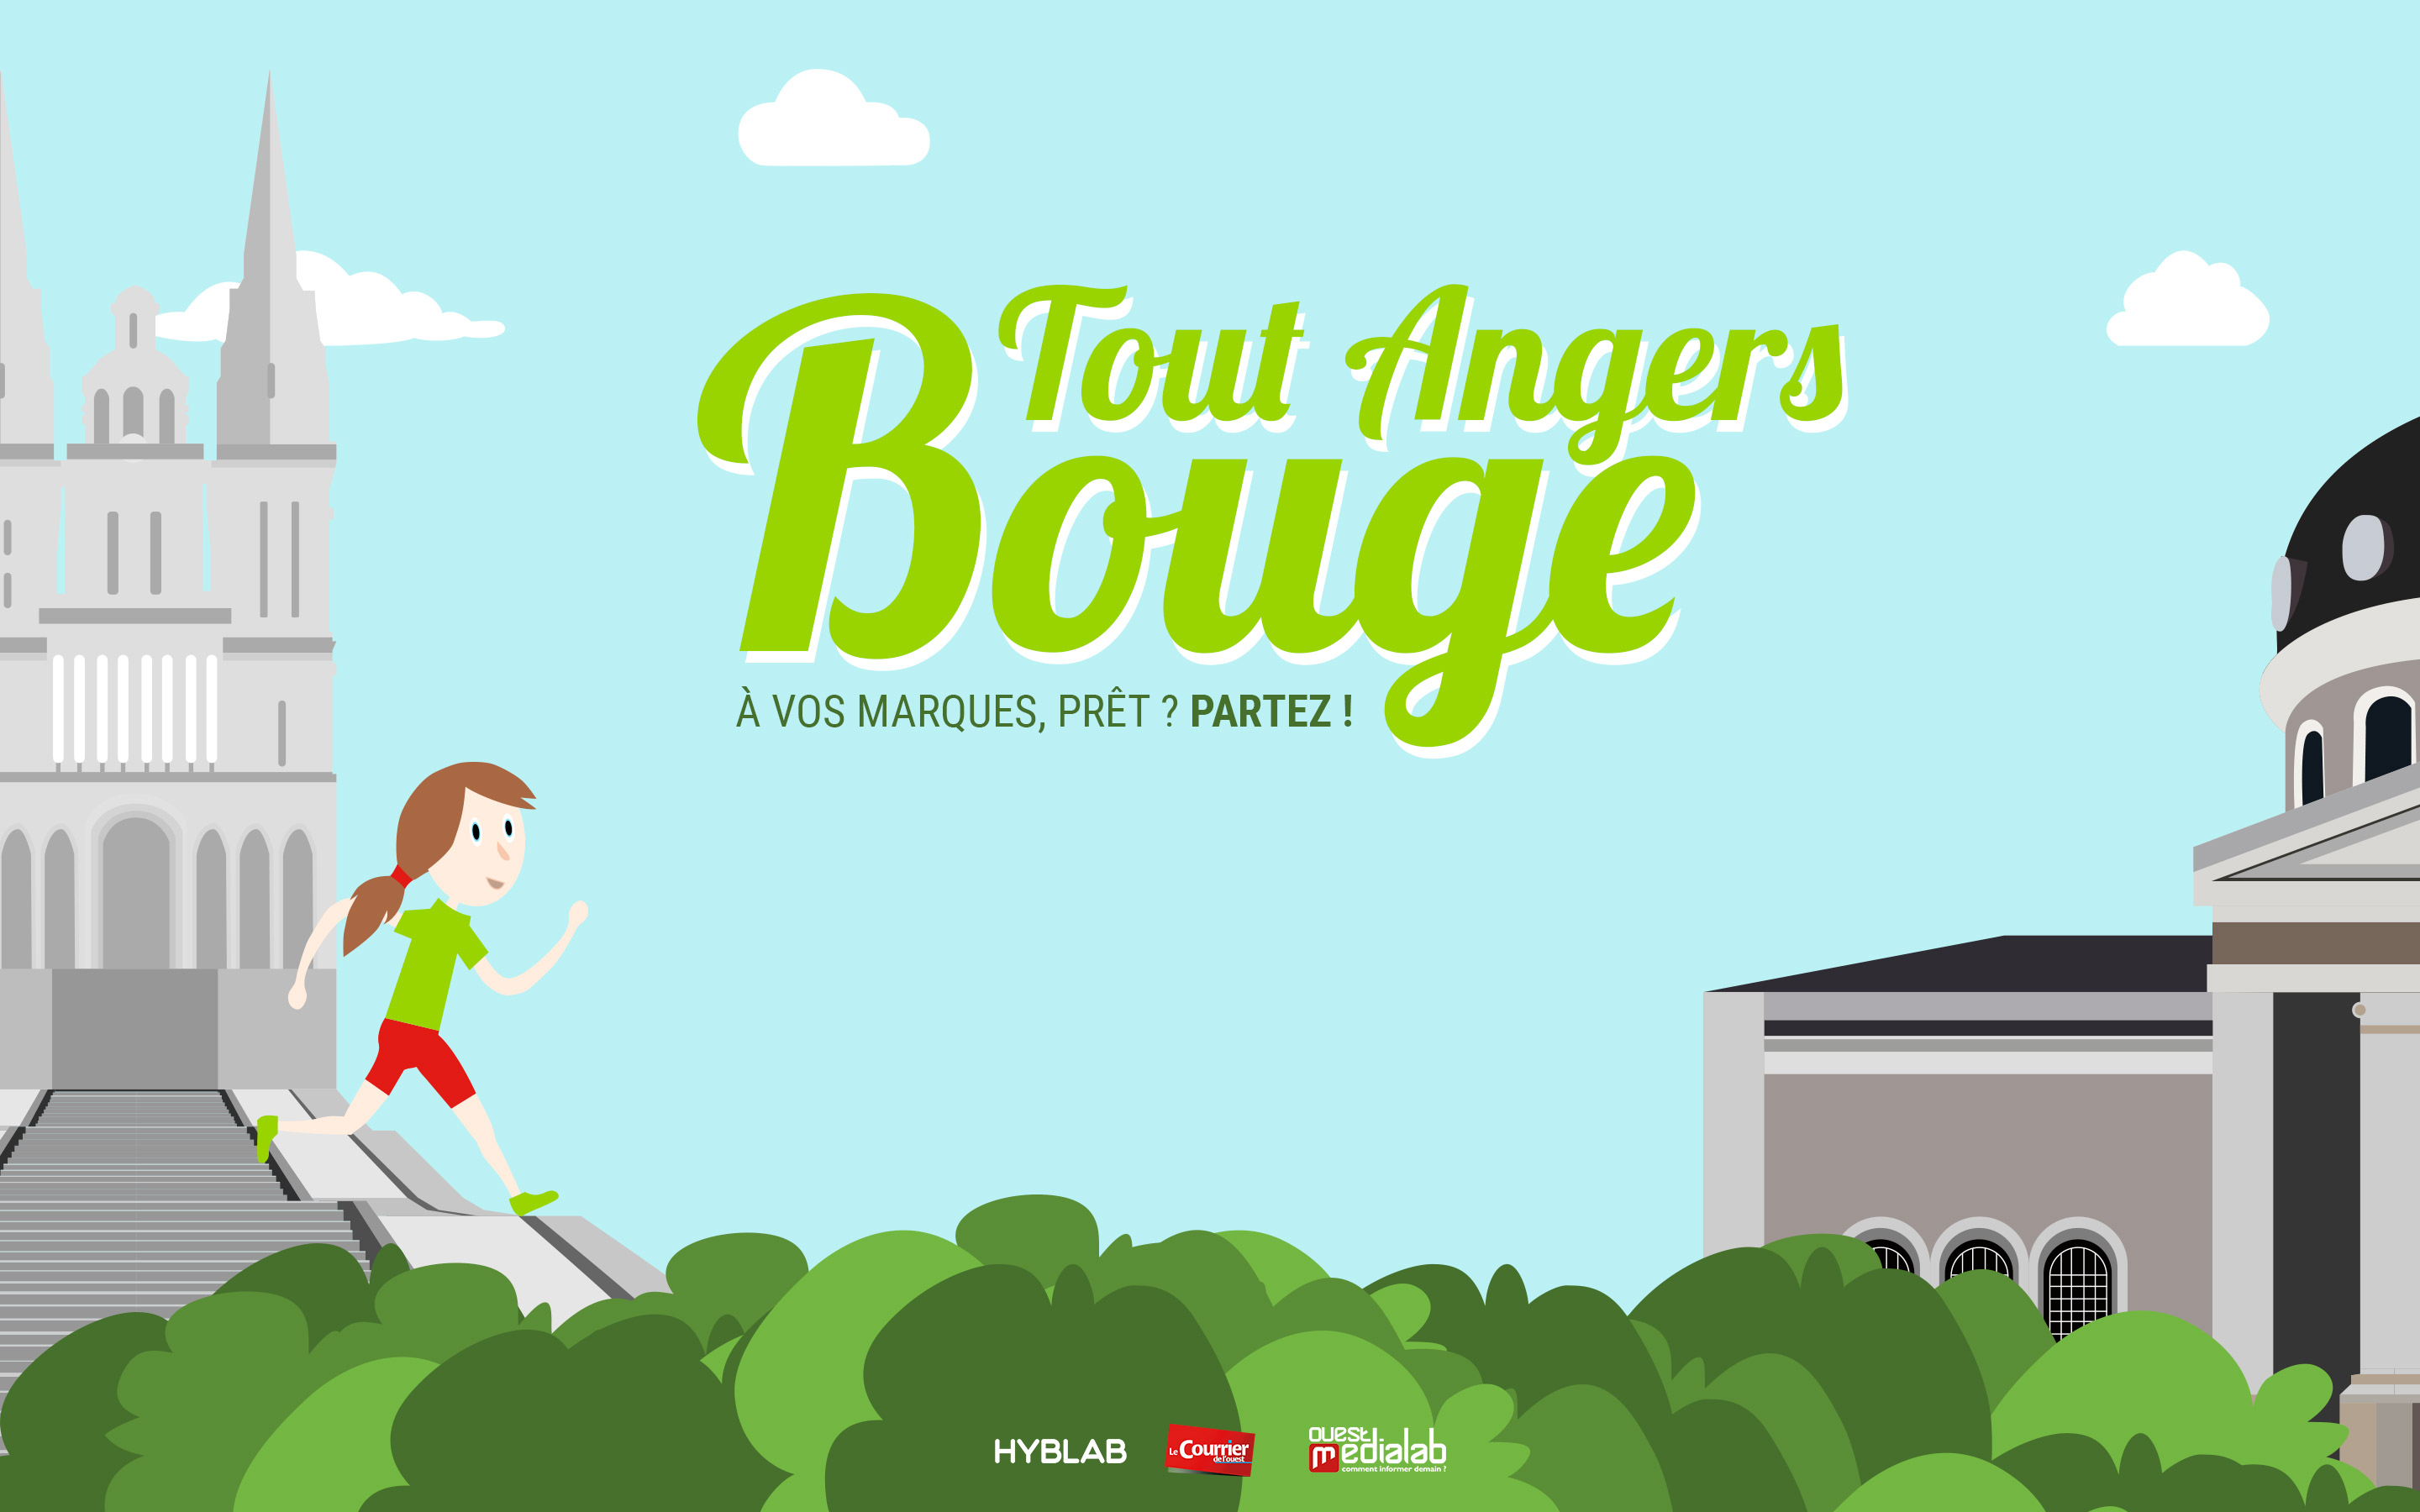 Tout Angers
Bouge
À VOS MARQUES, PRÊT ? PARTEZ !
HYBLAB
Le Courrier
de l'ouest
ouest
medialab
comment informer demain ?